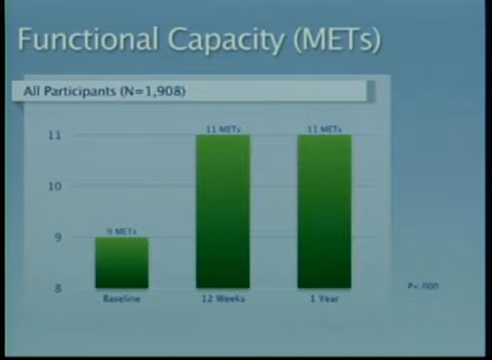 Functional Capacity (METs)
All Participants (N=1,908)
11 METs
11 METs
11
10
9 METs
9
8
Baseline
12 Weeks
1 Year
P<.000